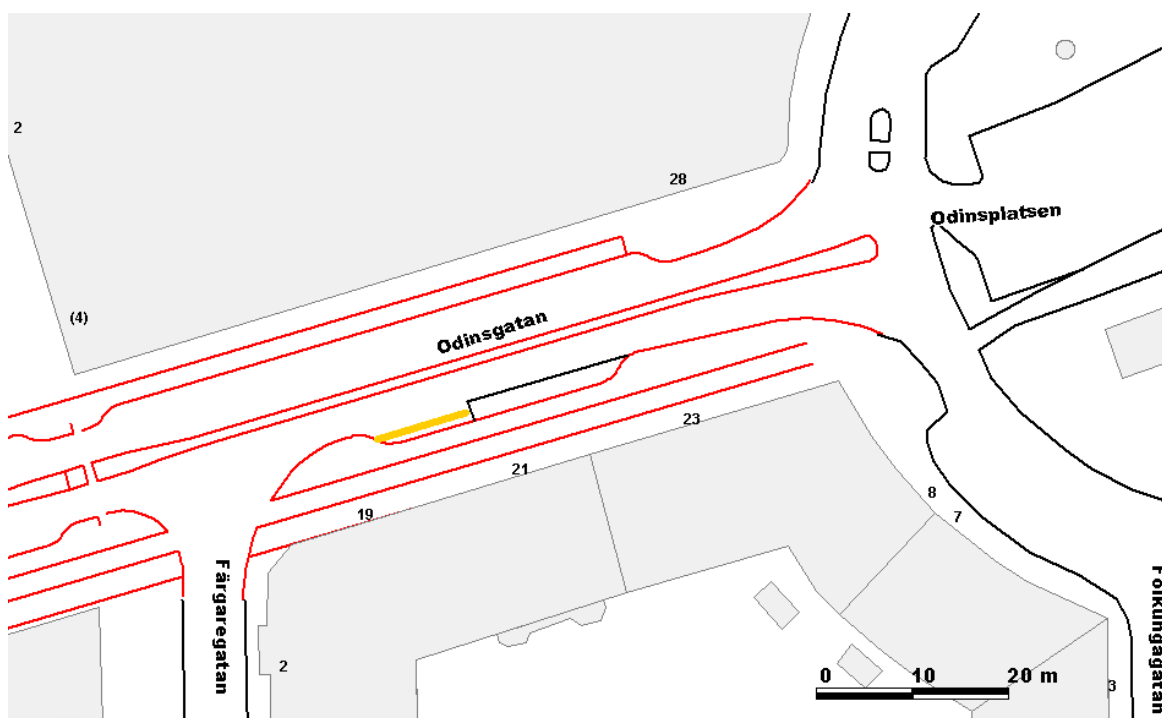 2
28
Odinsplatsen
(4)
Odinsgatan
23
21
8
19
7
Färgaregatan
Folkungagatan
2
0 10 20 m
3